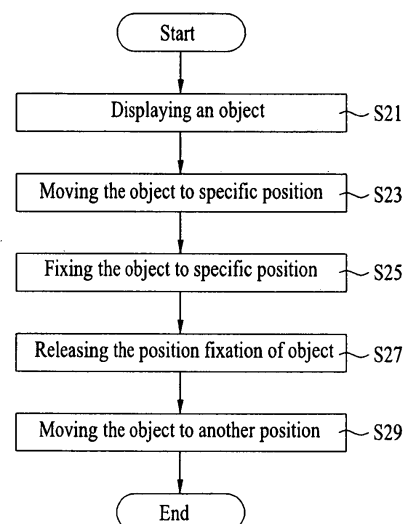 Start
Displaying an object
S21
Moving the object to specific position
S23
Fixing the object to specific position
S25
Releasing the position fixation of object
S27
Moving the object to another position
S29
End